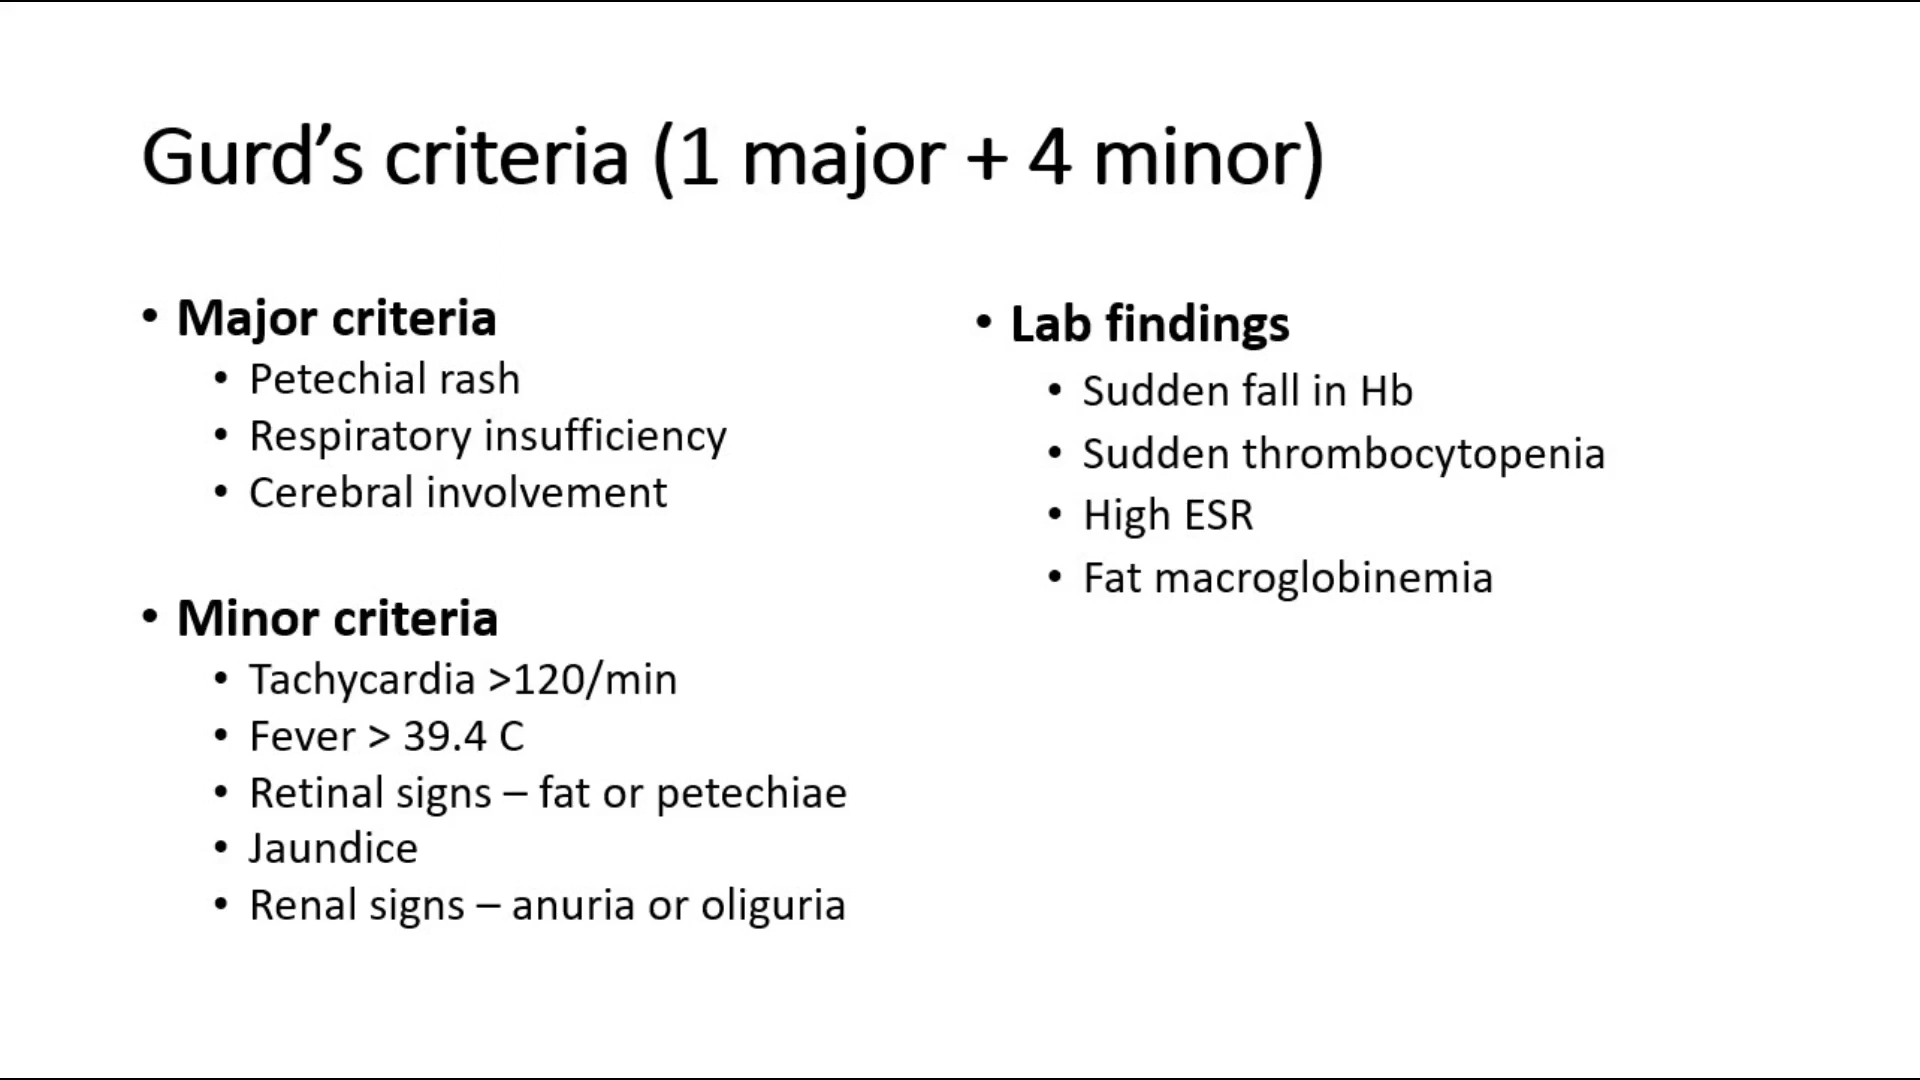 Gurd’s criteria (1 major + 4 minor)
• Major criteria
• Petechial rash
• Respiratory insufficiency
• Cerebral involvement
• Minor criteria
• Tachycardia >120/min
• Fever > 39.4 C
• Retinal signs – fat or petechiae
• Jaundice
• Renal signs – anuria or oliguria
• Lab findings
• Sudden fall in Hb
• Sudden thrombocytopenia
• High ESR
• Fat macroglobinemia